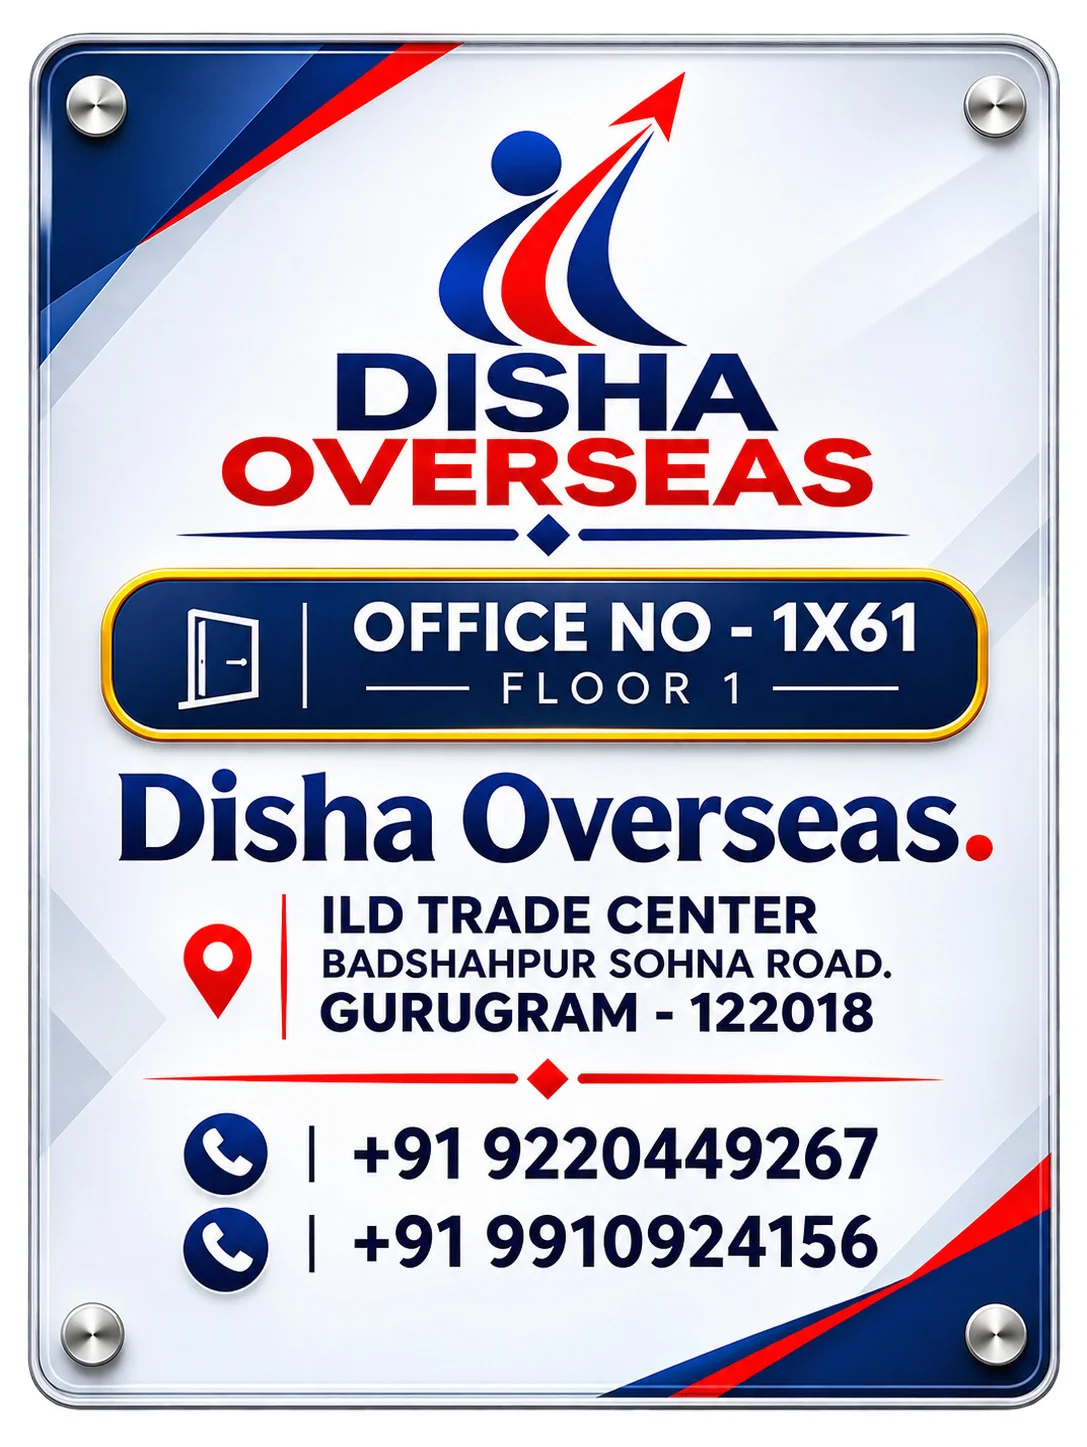 DISHA
OVERSEAS
OFFICE NO - 1X61
FLOOR 1
Disha Overseas.
ILD TRADE CENTER
BADSHAHPUR SOHNA ROAD.
GURUGRAM - 122018
+91 9220449267
+91 9910924156